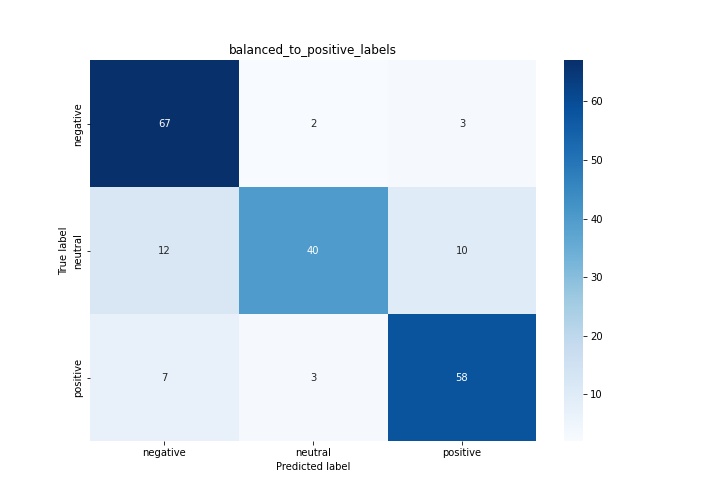 balanced_to_positive_labels
negative
67
2
3
60
50
True label
neutral
12
40
10
40
30
20
positive
7
3
58
10
negative
neutral
positive
Predicted label